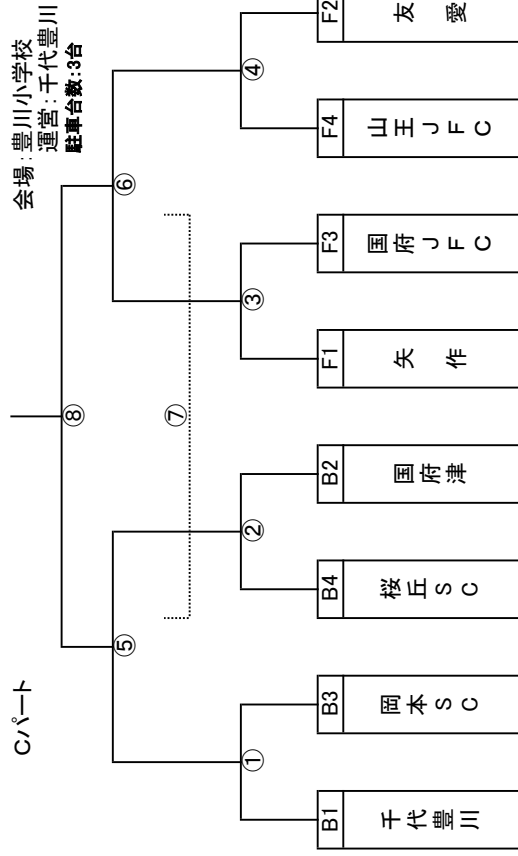 Cパート
会場：豊川小学校
運営：千代豊川
駐車台数：3台
⑧
⑤
⑥
⑦
①
②
③
④
B1
B3
B4
B2
F1
F3
F4
F2
千代豊川
岡本SC
桜丘SC
国府津
矢作
国府JFC
山王JFC
友愛